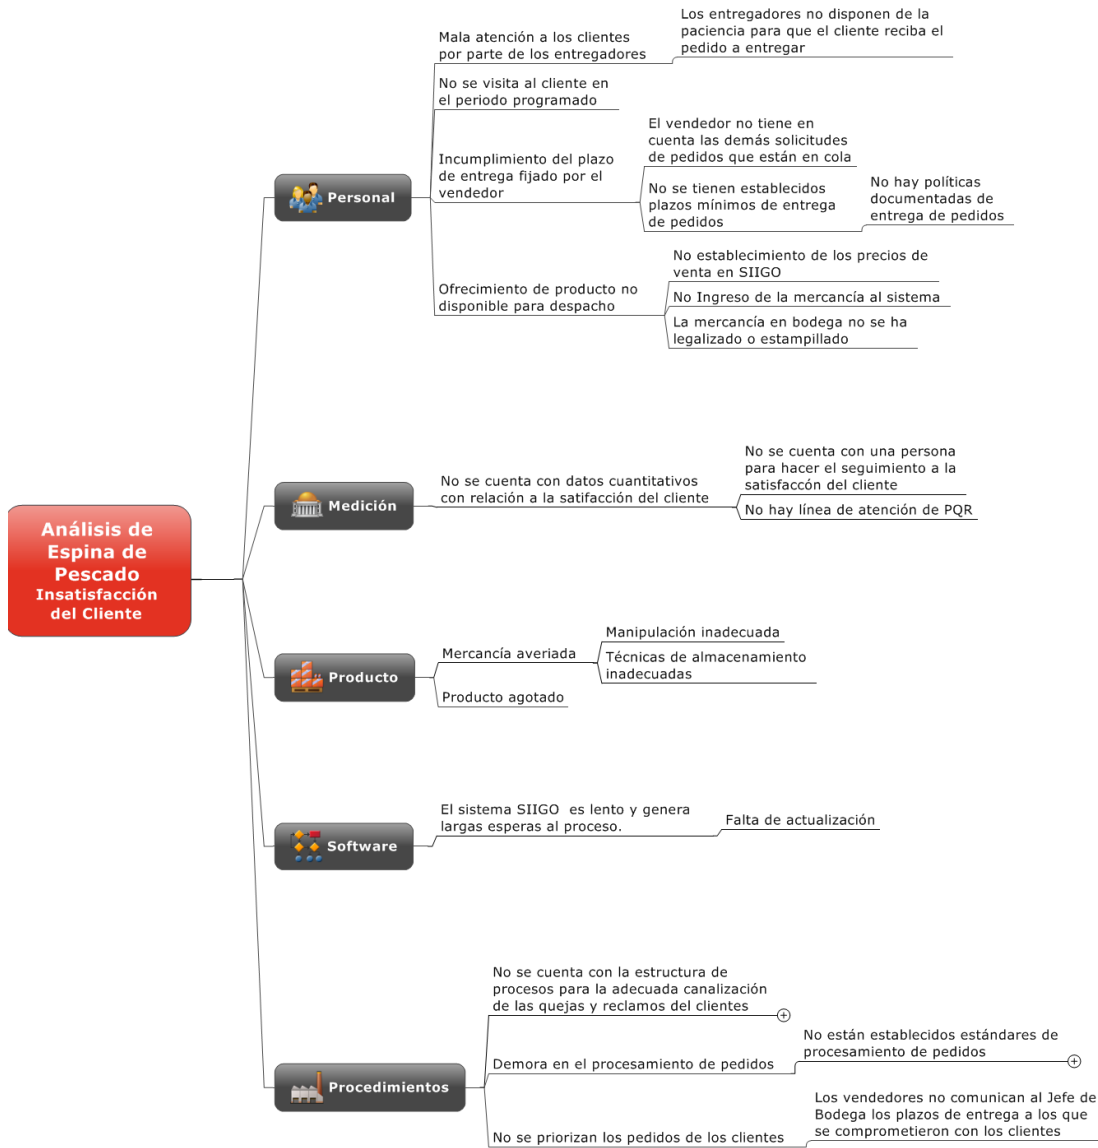 Análisis de
Espina de
Pescado
Insatisfacción
del Cliente
Personal
Mala atención a los clientes
por parte de los entregadores
Los entregadores no disponen de la
paciencia para que el cliente reciba el
pedido a entregar
No se visita al cliente en
el periodo programado
Incumplimiento del plazo
de entrega fijado por el
vendedor
El vendedor no tiene en
cuenta las demás solicitudes
de pedidos que están en cola
No se tienen establecidos
plazos mínimos de entrega
de pedidos
No hay políticas
documentadas de
entrega de pedidos
Ofrecimiento de producto no
disponible para despacho
No establecimiento de los precios de
venta en SIIGO
No Ingreso de la mercancía al sistema
La mercancía en bodega no se ha
legalizado o estampillado
Medición
No se cuenta con datos cuantitativos
con relación a la satifacción del cliente
No se cuenta con una persona
para hacer el seguimiento a la
satisfaccón del cliente
No hay línea de atención de PQR
Producto
Mercancía averiada
Manipulación inadecuada
Técnicas de almacenamiento
inadecuadas
Producto agotado
Software
El sistema SIIGO  es lento y genera
largas esperas al proceso.
Falta de actualización
Procedimientos
No se cuenta con la estructura de
procesos para la adecuada canalización
de las quejas y reclamos del clientes
Demora en el procesamiento de pedidos
No están establecidos estándares de
procesamiento de pedidos
No se priorizan los pedidos de los clientes
Los vendedores no comunican al Jefe de
Bodega los plazos de entrega a los que
se comprometieron con los clientes